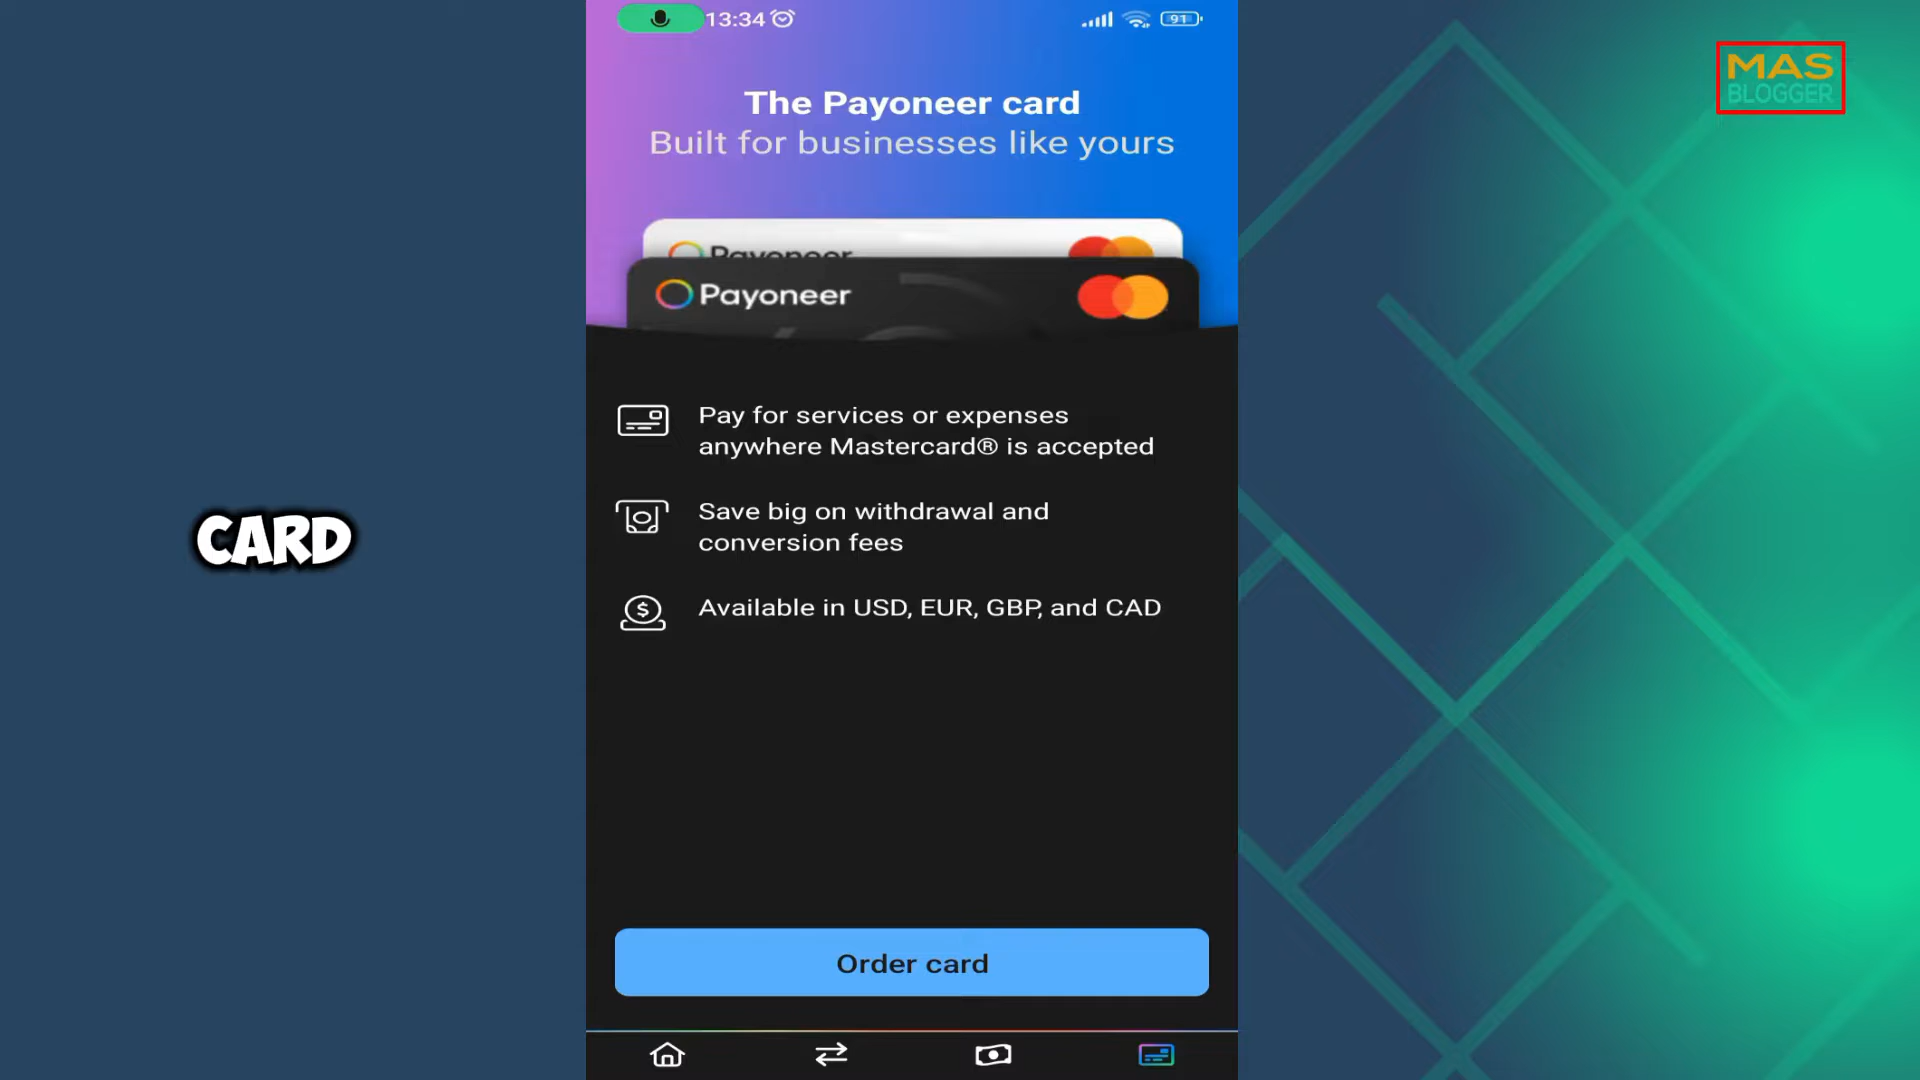 13:34
91
MAS
BLOGGER
The Payoneer card
Built for businesses like yours
Payoneer
Payoneer
Pay for services or expenses
anywhere Mastercard® is accepted
Save big on withdrawal and
conversion fees
Available in USD, EUR, GBP, and CAD
CARD
Order card